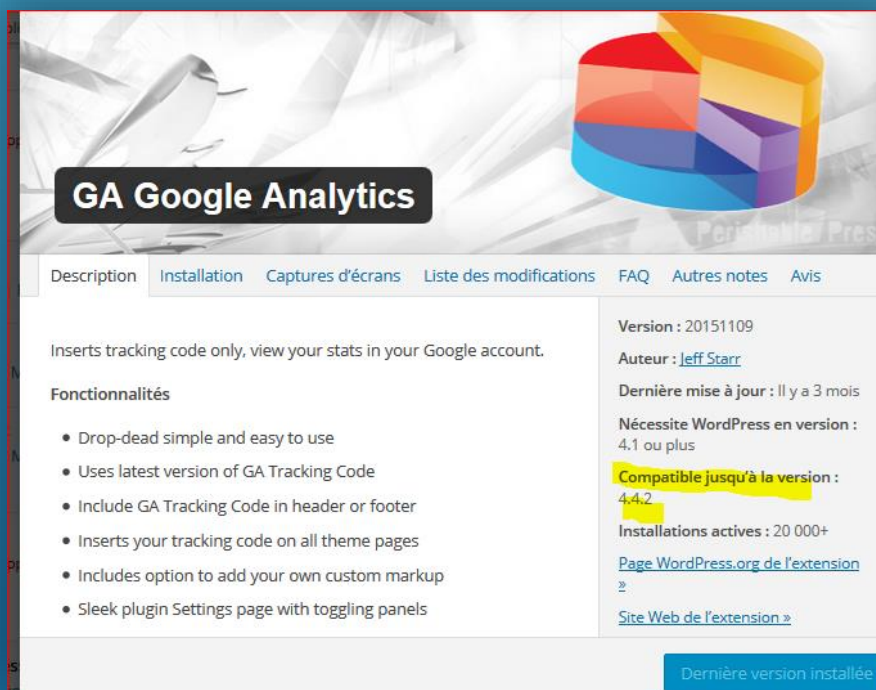 GA Google Analytics
Perishable Press
Description Installation Captures d'écrans Liste des modifications FAQ Autres notes Avis
Inserts tracking code only, view your stats in your Google account.
Fonctionnalités
• Drop-dead simple and easy to use
• Uses latest version of GA Tracking Code
• Include GA Tracking Code in header or footer
• Inserts your tracking code on all theme pages
• Includes option to add your own custom markup
• Sleek plugin Settings page with toggling panels
Version : 20151109
Auteur : Jeff Starr
Dernière mise à jour : Il y a 3 mois
Nécessite WordPress en version :
4.1 ou plus
Compatible jusqu'à la version :
4.4.2
Installations actives : 20 000+
Page WordPress.org de l'extension
»
Site Web de l'extension »
Dernière version installée